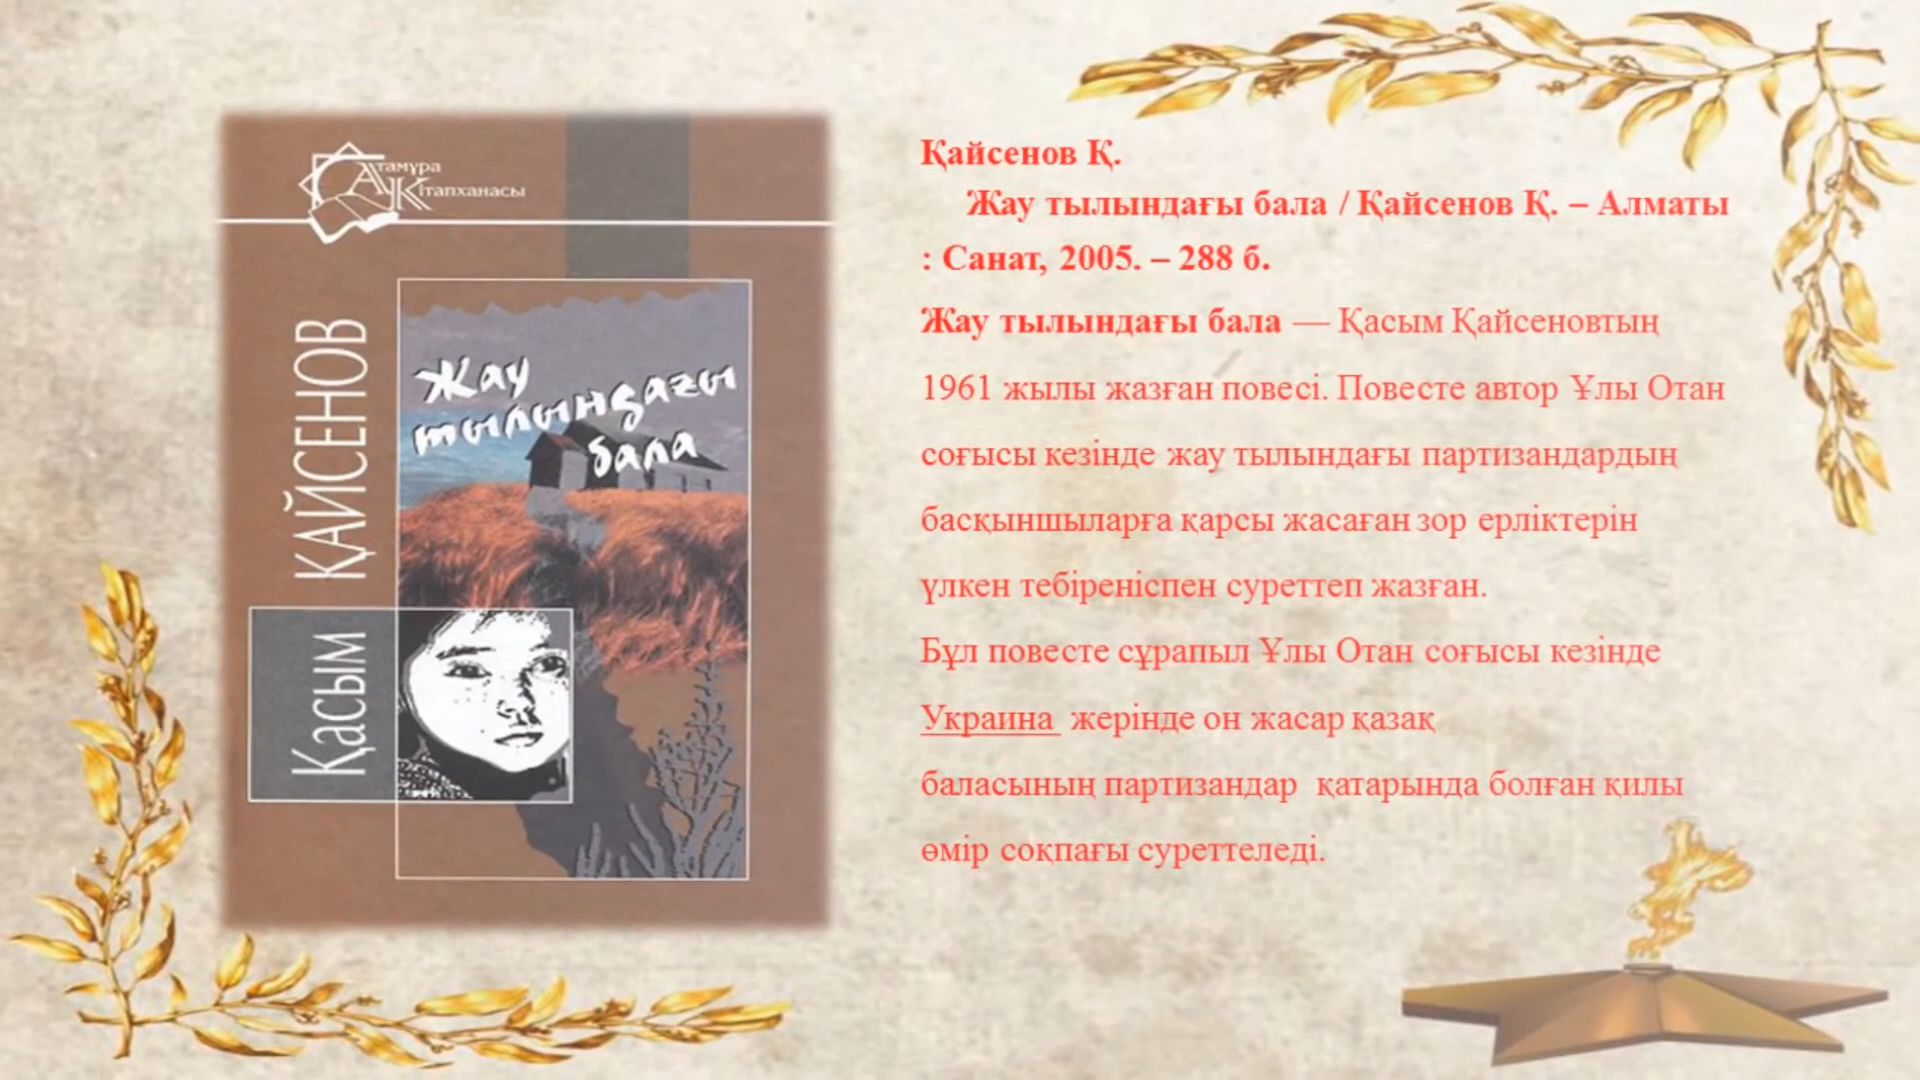 Атамұра
Кітапханасы
Қасым ҚАЙСЕНОВ
Жау
тылындағы
бала
Қайсенов Қ.
Жау тылындағы бала / Қайсенов Қ. – Алматы
: Санат, 2005. – 288 б.
Жау тылындағы бала — Қасым Қайсеновтың
1961 жылы жазған повесі. Повесте автор Ұлы Отан
соғысы кезінде жау тылындағы партизандардың
басқыншыларға қарсы жасаған зор ерліктерін
үлкен тебіреніспен суреттеп жазған.
Бұл повесте сұрапыл Ұлы Отан соғысы кезінде
Украина жерінде он жасар қазақ
баласының партизандар қатарында болған қилы
өмір соқпағы суреттеледі.